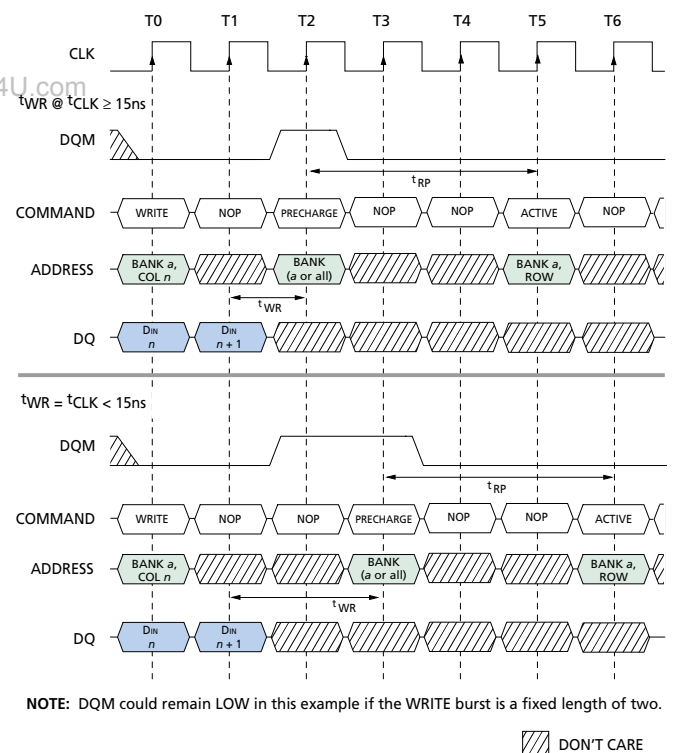 T0 T1 T2 T3 T4 T5 T6
CLK
4U.com
tWR @ tCLK ≥ 15ns
DQM
tRP
COMMAND WRITE NOP PRECHARGE NOP NOP ACTIVE NOP
ADDRESS BANK a, COL n BANK (a or all) BANK a, ROW
tWR
DQ DIN n DIN n + 1
tWR = tCLK < 15ns
DQM
tRP
COMMAND WRITE NOP NOP PRECHARGE NOP NOP ACTIVE
ADDRESS BANK a, COL n BANK (a or all) BANK a, ROW
tWR
DQ DIN n DIN n + 1
NOTE: DQM could remain LOW in this example if the WRITE burst is a fixed length of two.
DON'T CARE